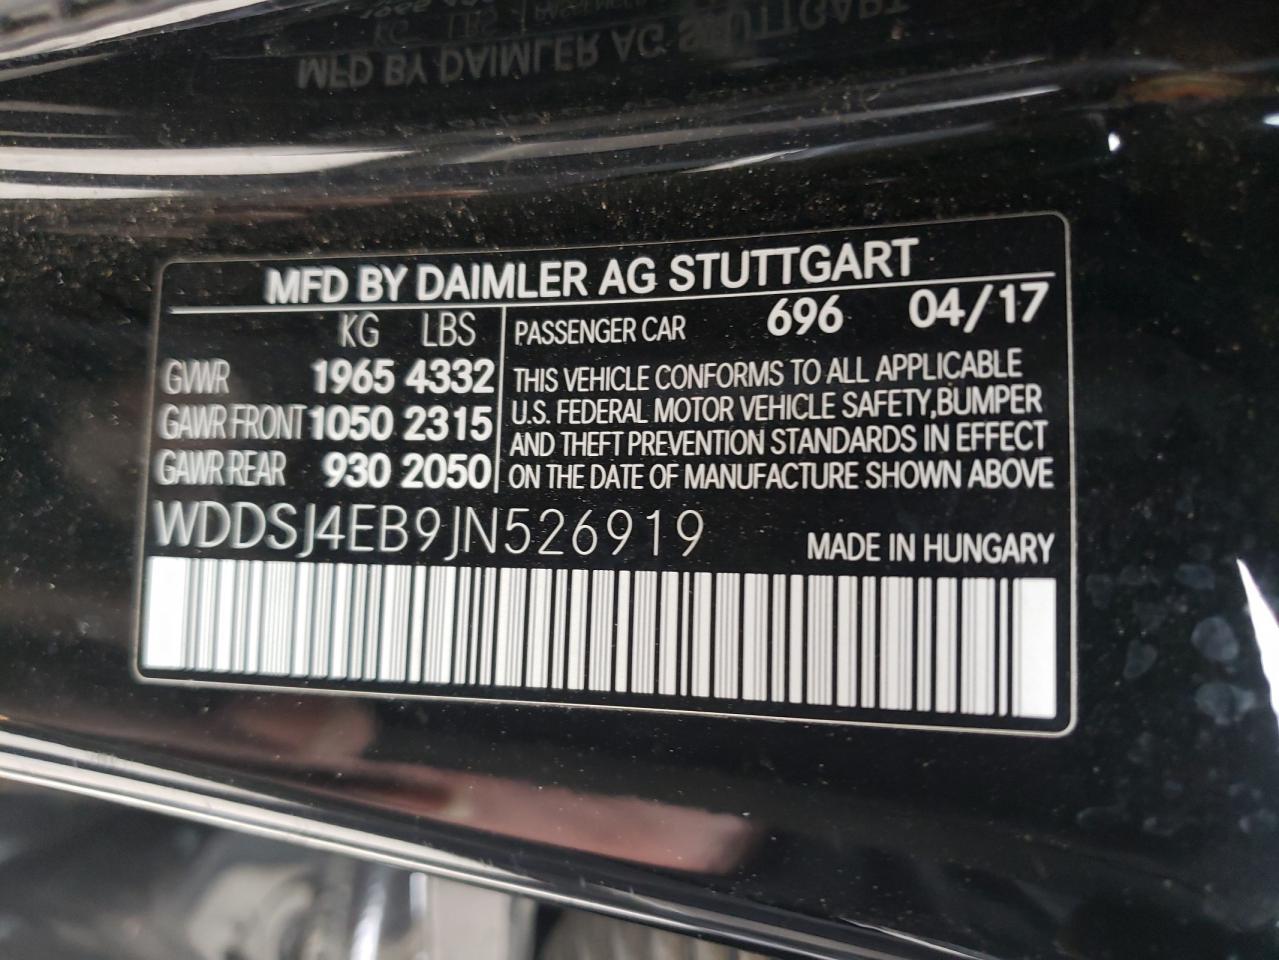 MFD BY DAIMLER AG STUTTGART
KG LBS
GVWR 1965 4332
GAWR FRONT 1050 2315
GAWR REAR 930 2050
PASSENGER CAR 696 04/17
THIS VEHICLE CONFORMS TO ALL APPLICABLE
U.S. FEDERAL MOTOR VEHICLE SAFETY,BUMPER
AND THEFT PREVENTION STANDARDS IN EFFECT
ON THE DATE OF MANUFACTURE SHOWN ABOVE
WDDSJ4EB9JN526919
MADE IN HUNGARY